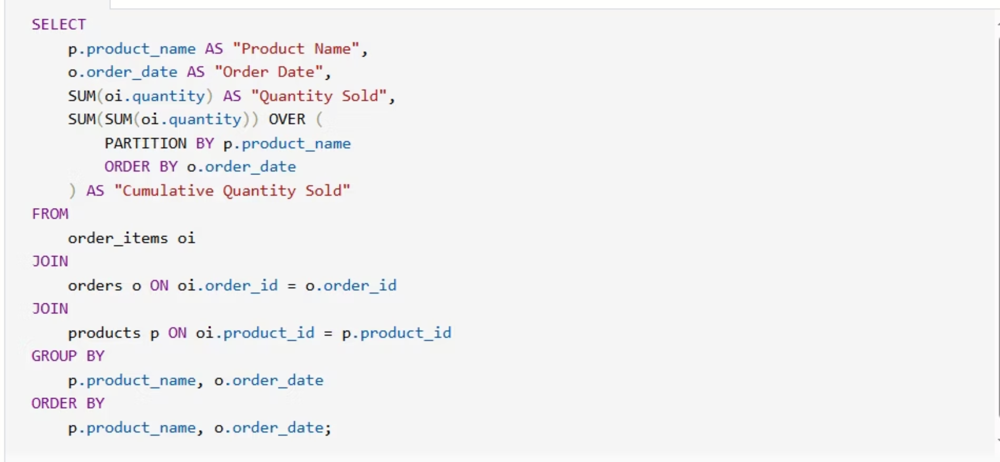 SELECT
    p.product_name AS "Product Name",
    o.order_date AS "Order Date",
    SUM(oi.quantity) AS "Quantity Sold",
    SUM(SUM(oi.quantity)) OVER (
        PARTITION BY p.product_name
        ORDER BY o.order_date
    ) AS "Cumulative Quantity Sold"
FROM
    order_items oi
JOIN
    orders o ON oi.order_id = o.order_id
JOIN
    products p ON oi.product_id = p.product_id
GROUP BY
    p.product_name, o.order_date
ORDER BY
    p.product_name, o.order_date;